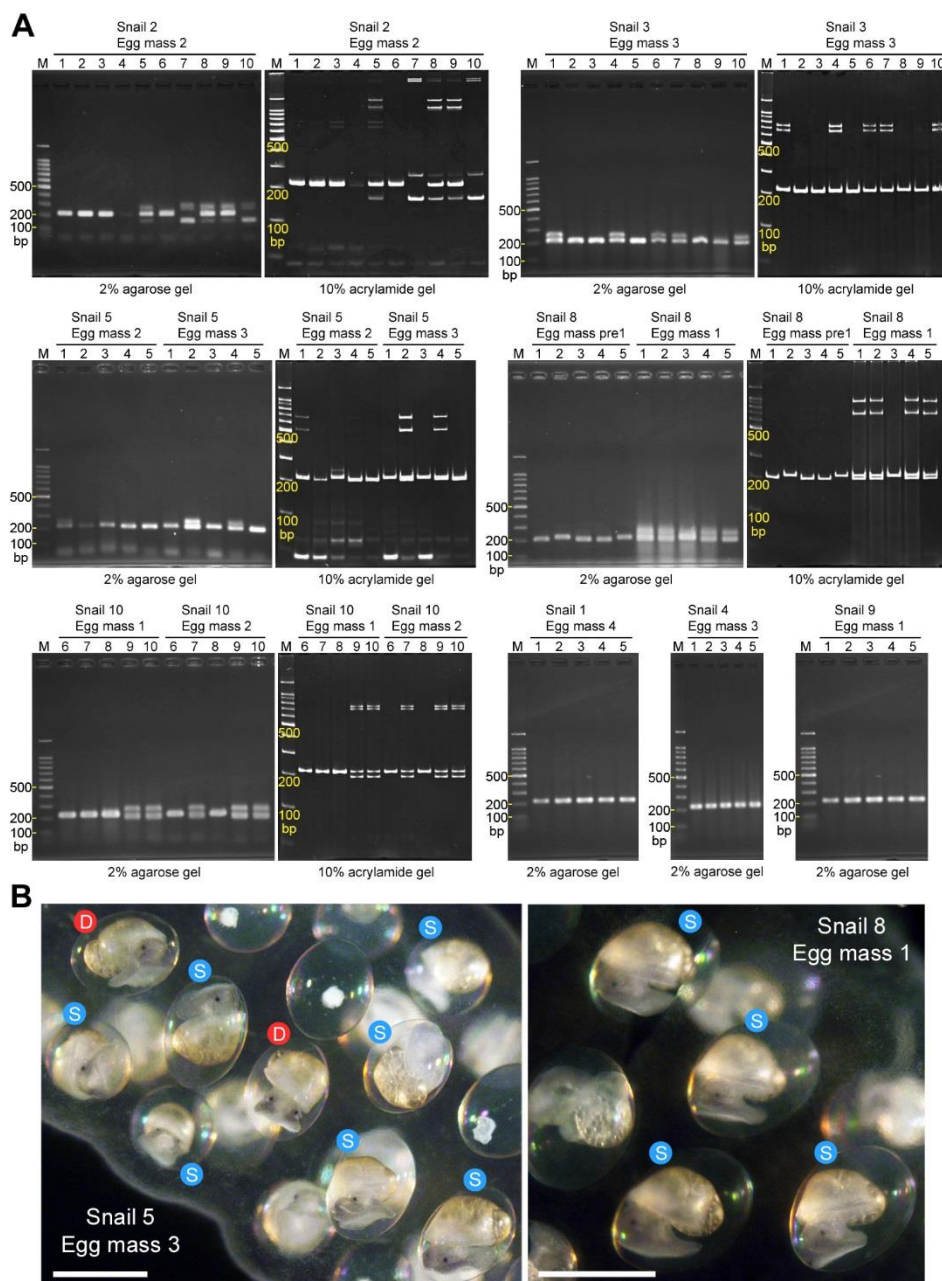 A
Snail 2
Egg mass 2
Snail 2
Egg mass 2
Snail 3
Egg mass 3
Snail 3
Egg mass 3
M 1 2 3 4 5 6 7 8 9 10
M 1 2 3 4 5 6 7 8 9 10
M 1 2 3 4 5 6 7 8 9 10
M 1 2 3 4 5 6 7 8 9 10
500
200
100
bp
500
200
100
bp
500
200
100
bp
500
200
100
bp
2% agarose gel
10% acrylamide gel
2% agarose gel
10% acrylamide gel
Snail 5
Egg mass 2
Snail 5
Egg mass 3
Snail 5
Egg mass 2
Snail 5
Egg mass 3
Snail 8
Egg mass pre1
Snail 8
Egg mass 1
Snail 8
Egg mass pre1
Snail 8
Egg mass 1
M 1 2 3 4 5 1 2 3 4 5
M 1 2 3 4 5 1 2 3 4 5
M 1 2 3 4 5 1 2 3 4 5
M 1 2 3 4 5 1 2 3 4 5
500
200
100
bp
500
200
100
bp
500
200
100
bp
500
200
100
bp
2% agarose gel
10% acrylamide gel
2% agarose gel
10% acrylamide gel
Snail 10
Egg mass 1
Snail 10
Egg mass 2
Snail 10
Egg mass 1
Snail 10
Egg mass 2
Snail 1
Egg mass 4
Snail 4
Egg mass 3
Snail 9
Egg mass 1
M 6 7 8 9 10 6 7 8 9 10
M 6 7 8 9 10 6 7 8 9 10
M 1 2 3 4 5
M 1 2 3 4 5
M 1 2 3 4 5
500
200
100
bp
500
200
100
bp
500
200
100
bp
500
200
100
bp
500
200
100
bp
2% agarose gel
10% acrylamide gel
2% agarose gel
2% agarose gel
2% agarose gel
B
D
S
S
S
D
S
S
S
S
Snail 5
Egg mass 3
S
Snail 8
Egg mass 1
S
S
S